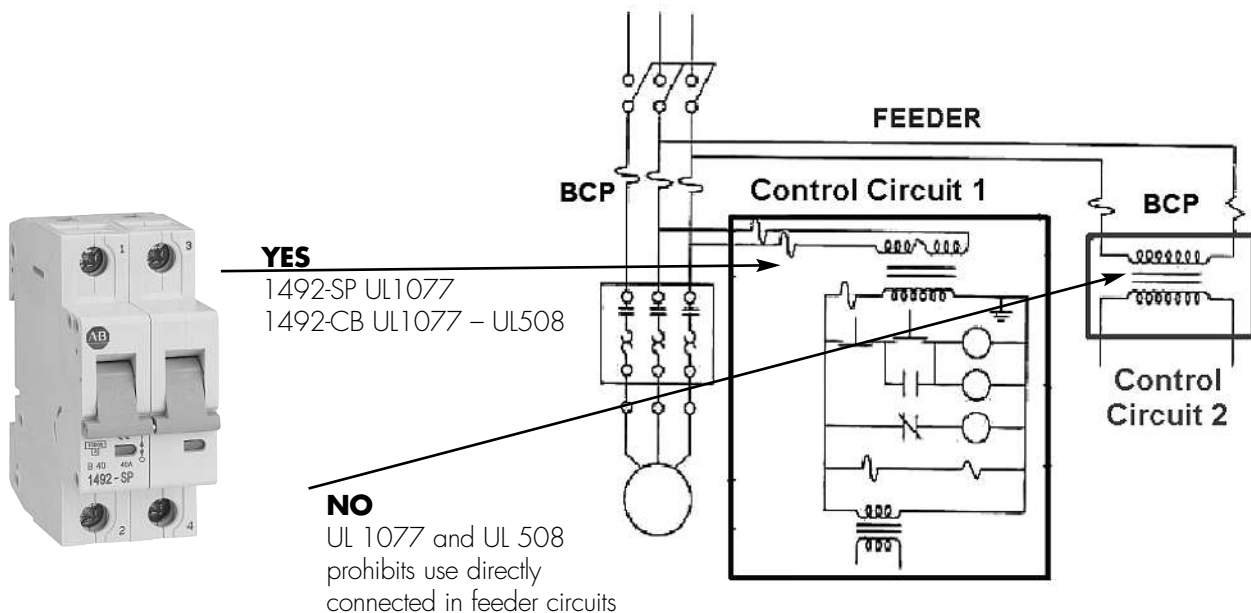 FEEDER
BCP
Control Circuit 1
BCP
YES
1492-SP UL1077
1492-CB UL1077 – UL508
Control
Circuit 2
NO
UL 1077 and UL 508
prohibits use directly
connected in feeder circuits
1
3
AB
B 40 40A
1492-SP
2
4